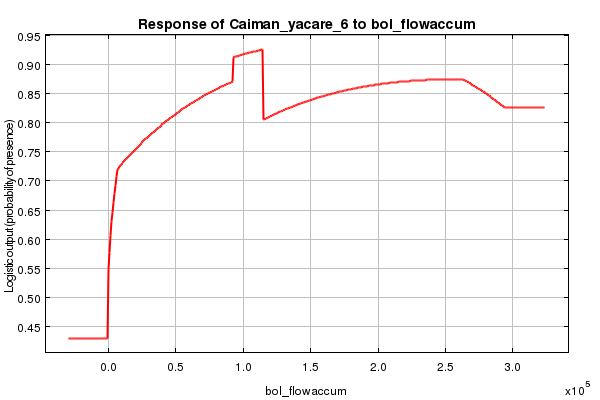 Response of Caiman_yacare_6 to bol_flowaccum
Logistic output (probability of presence)
0.95
0.90
0.85
0.80
0.75
0.70
0.65
0.60
0.55
0.50
0.45
0.0 0.5 1.0 1.5 2.0 2.5 3.0
bol_flowaccum
x10^5